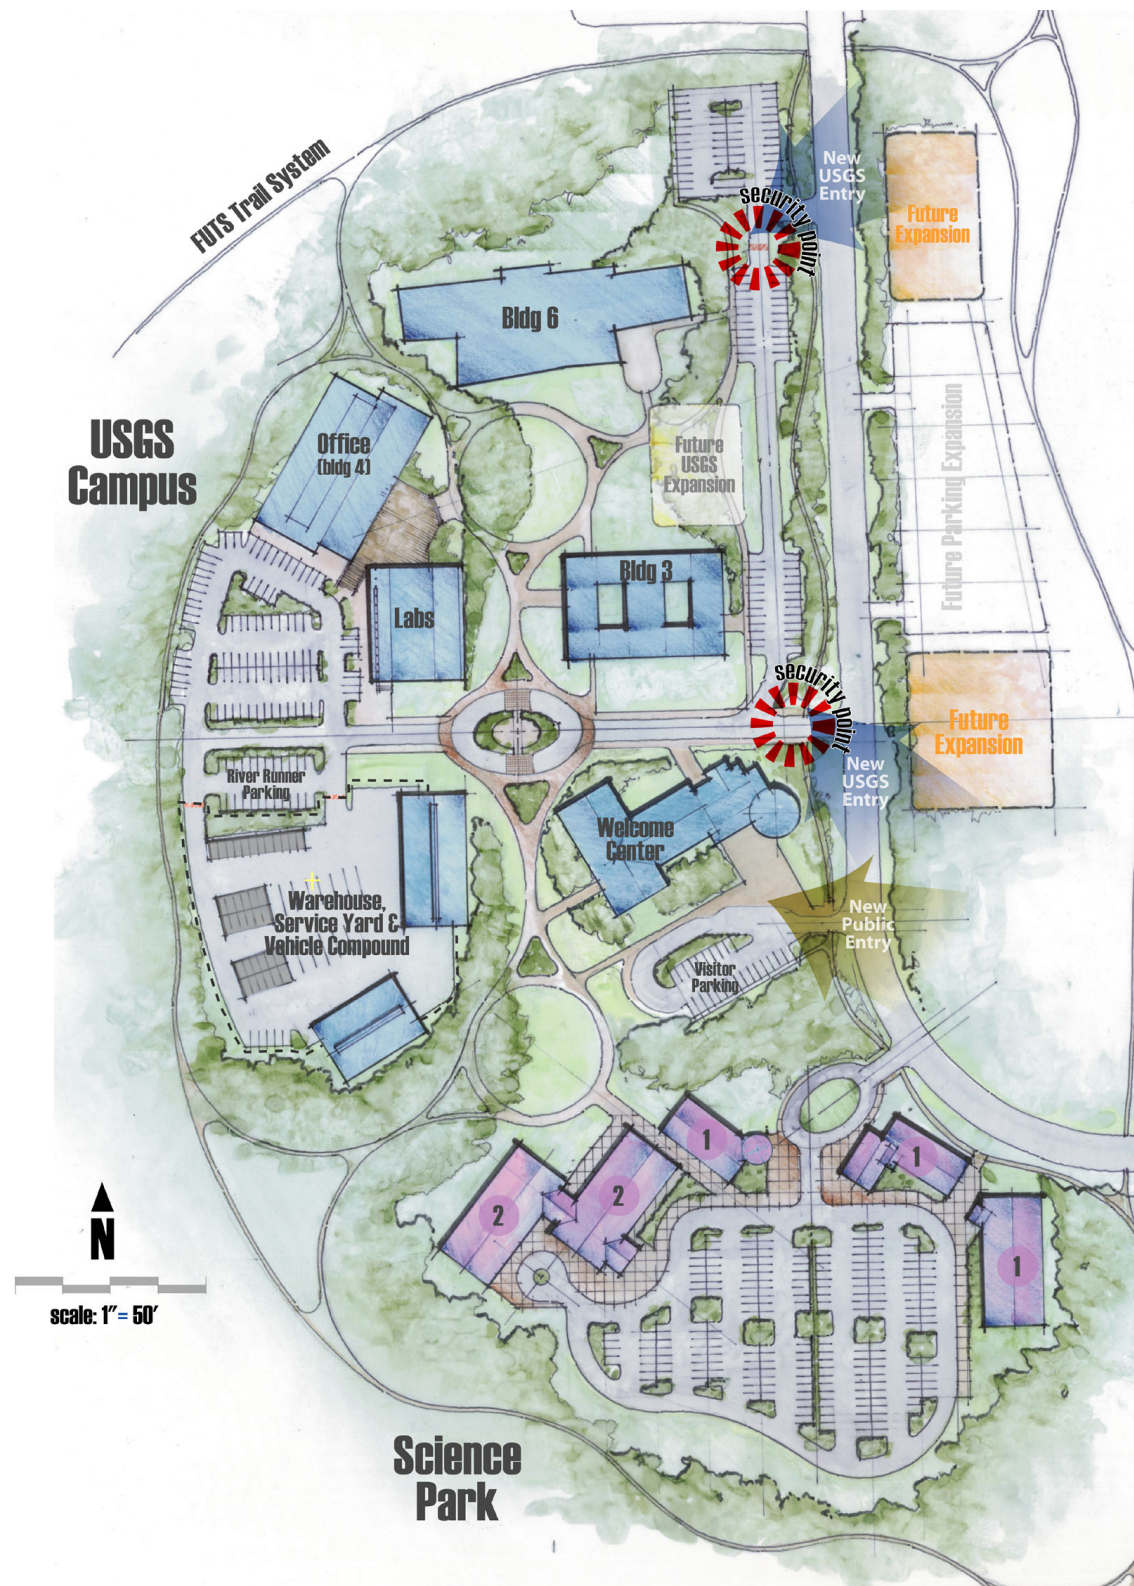 FUTS Trail System
New
USGS
Entry
security point
Future
Expansion
Bldg 6
USGS
Campus
Office
(bldg 4)
Future
USGS
Expansion
Future Parking Expansion
Bldg 3
Labs
security point
Future
Expansion
New
USGS
Entry
River Runner
Parking
Welcome
Center
Warehouse,
Service Yard &
Vehicle Compound
New
Public
Entry
Visitor
Parking
1
1
2
2
1
N
scale: 1"= 50'
Science
Park